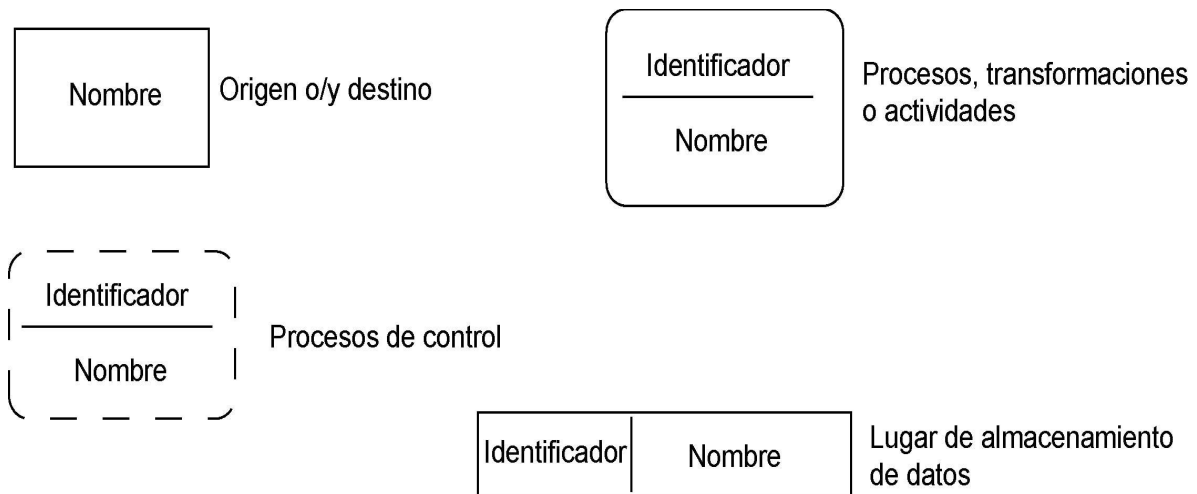 Nombre
Origen o/y destino
Identificador
Nombre
Procesos, transformaciones
o actividades
Identificador
Nombre
Procesos de control
Identificador
Nombre
Lugar de almacenamiento
de datos